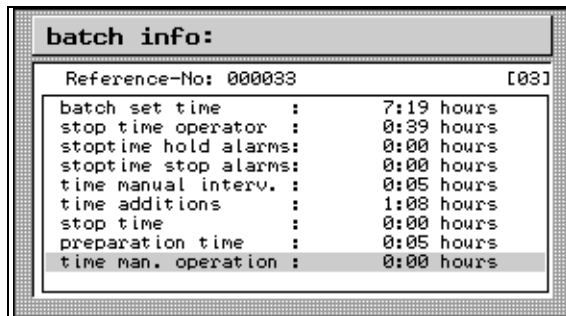 batch info:
Reference-No: 000033 [03]
batch set time : 7:19 hours
stop time operator : 0:39 hours
stoptime hold alarms: 0:00 hours
stoptime stop alarms: 0:00 hours
time manual interv. : 0:05 hours
time additions : 1:08 hours
stop time : 0:00 hours
preparation time : 0:05 hours
time man. operation : 0:00 hours